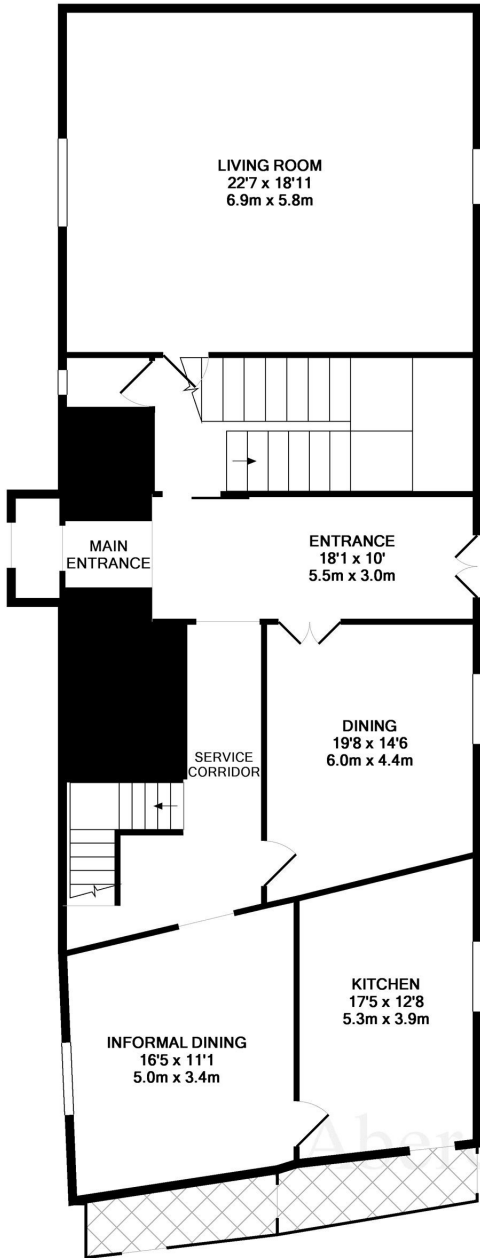 LIVING ROOM
22'7 x 18'11
6.9m x 5.8m
MAIN
ENTRANCE
ENTRANCE
18'1 x 10'
5.5m x 3.0m
DINING
19'8 x 14'6
6.0m x 4.4m
SERVICE
CORRIDOR
KITCHEN
17'5 x 12'8
5.3m x 3.9m
INFORMAL DINING
16'5 x 11'1
5.0m x 3.4m